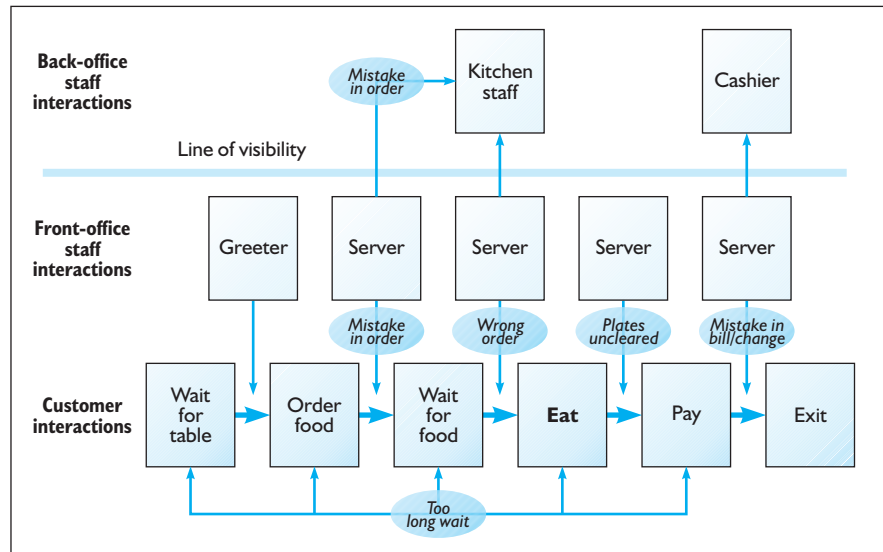 Back-office
staff
interactions
Mistake
in order
Kitchen
staff
Cashier
Line of visibility
Front-office
staff
interactions
Greeter
Server
Server
Server
Server
Mistake
in order
Wrong
order
Plates
uncleared
Mistake in
bill/change
Customer
interactions
Wait
for
table
Order
food
Wait
for
food
Eat
Pay
Exit
Too
long wait